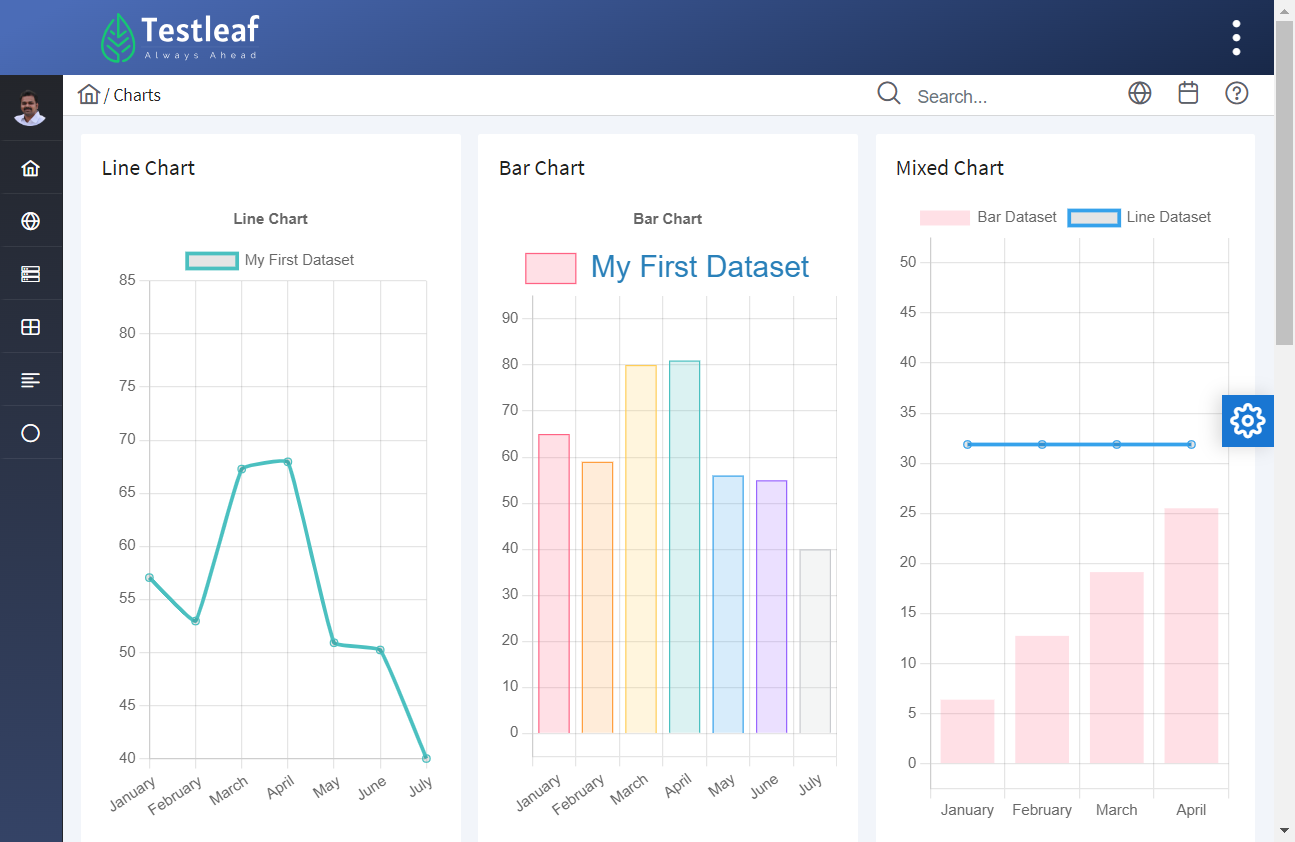 Testleaf
Always Ahead
/ Charts
Search...
Line Chart
Line Chart
My First Dataset
85
80
75
70
65
60
55
50
45
40
January
February
March
April
May
June
July
Bar Chart
Bar Chart
My First Dataset
90
80
70
60
50
40
30
20
10
0
January
February
March
April
May
June
July
Mixed Chart
Bar Dataset
Line Dataset
50
45
40
35
30
25
20
15
10
5
0
January
February
March
April